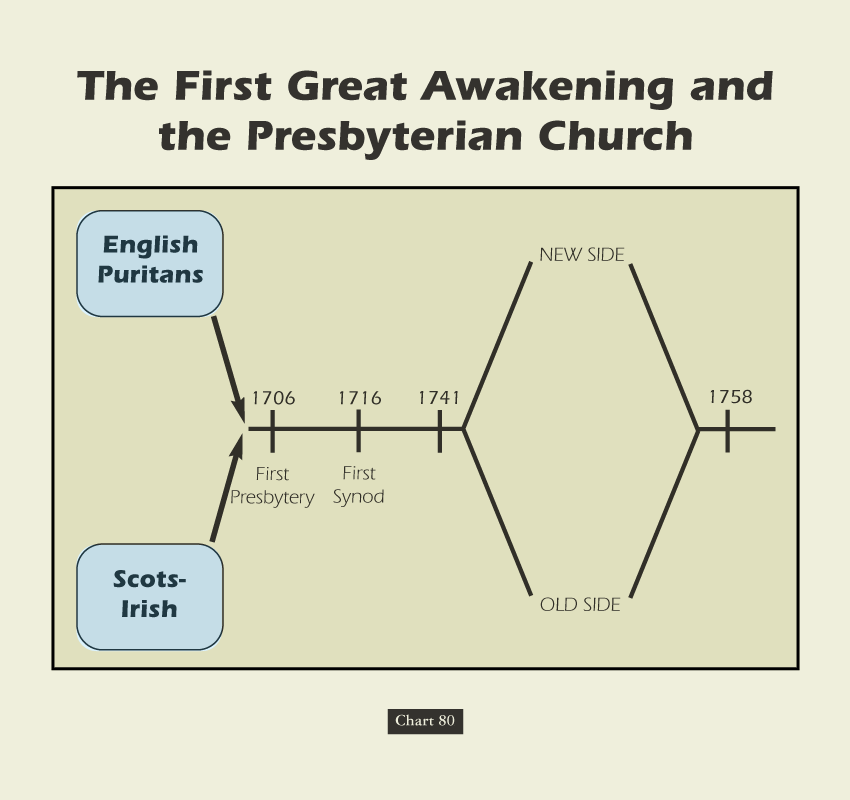 The First Great Awakening and
the Presbyterian Church
English
Puritans
NEW SIDE
1706
1716
1741
1758
First
Presbytery
First
Synod
Scots-
Irish
OLD SIDE
Chart 80